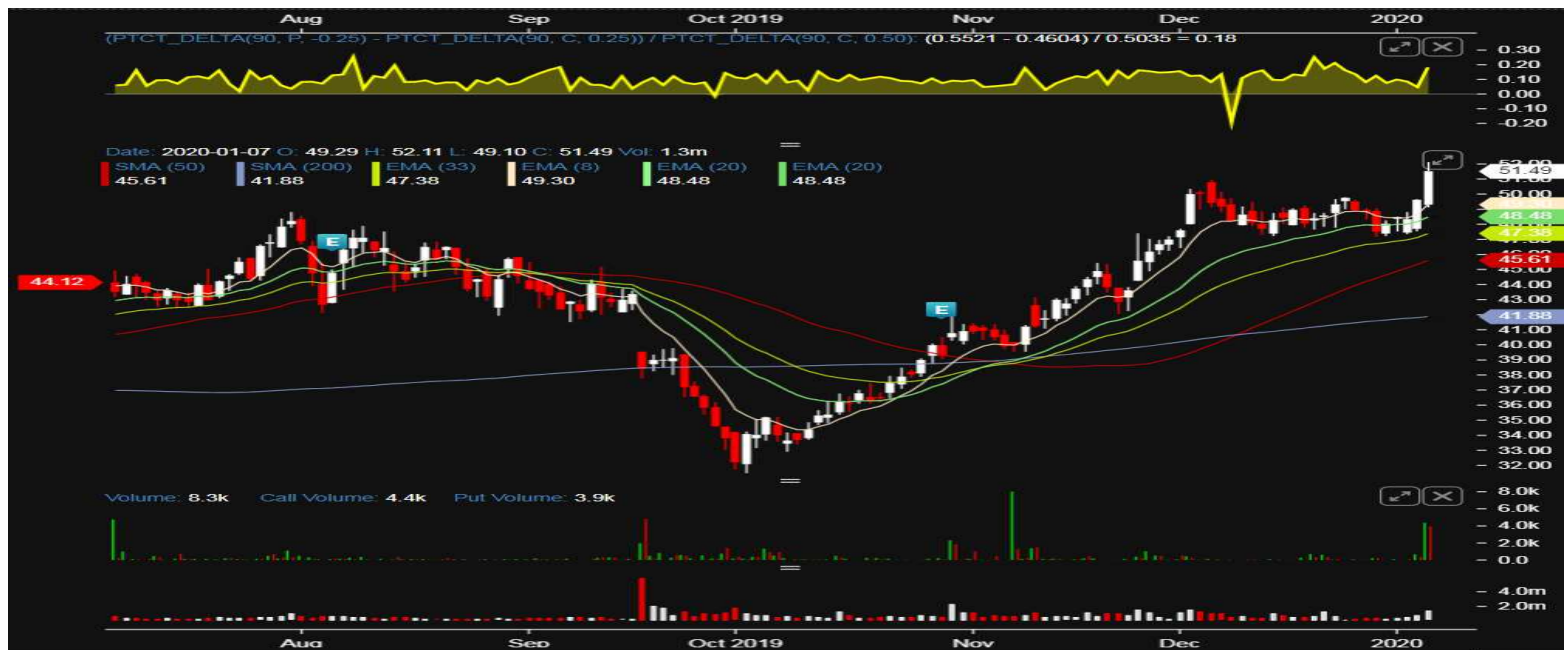 Aug Sep Oct 2019 Nov Dec 2020
(PTCT_DELTA(90, P, -0.25) - PTCT_DELTA(90, C, 0.25)) / PTCT_DELTA(90, C, 0.50): (0.5521 - 0.4604) / 0.5035 = 0.18
0.30
0.20
0.10
0.00
-0.10
-0.20
Date: 2020-01-07 O: 49.29 H: 52.11 L: 49.10 C: 51.49 Vol: 1.3m
SMA (50) SMA (200) EMA (33) EMA (8) EMA (20) EMA (20)
45.61 41.88 47.38 49.30 48.48 48.48
52.00
51.49
51.00
50.00
48.48
47.38
45.61
45.00
44.00
43.00
41.88
41.00
40.00
39.00
38.00
37.00
36.00
35.00
34.00
33.00
32.00
E
44.12
E
Volume: 8.3k Call Volume: 4.4k Put Volume: 3.9k
8.0k
6.0k
4.0k
2.0k
0.0
4.0m
2.0m
Aug Sep Oct 2019 Nov Dec 2020